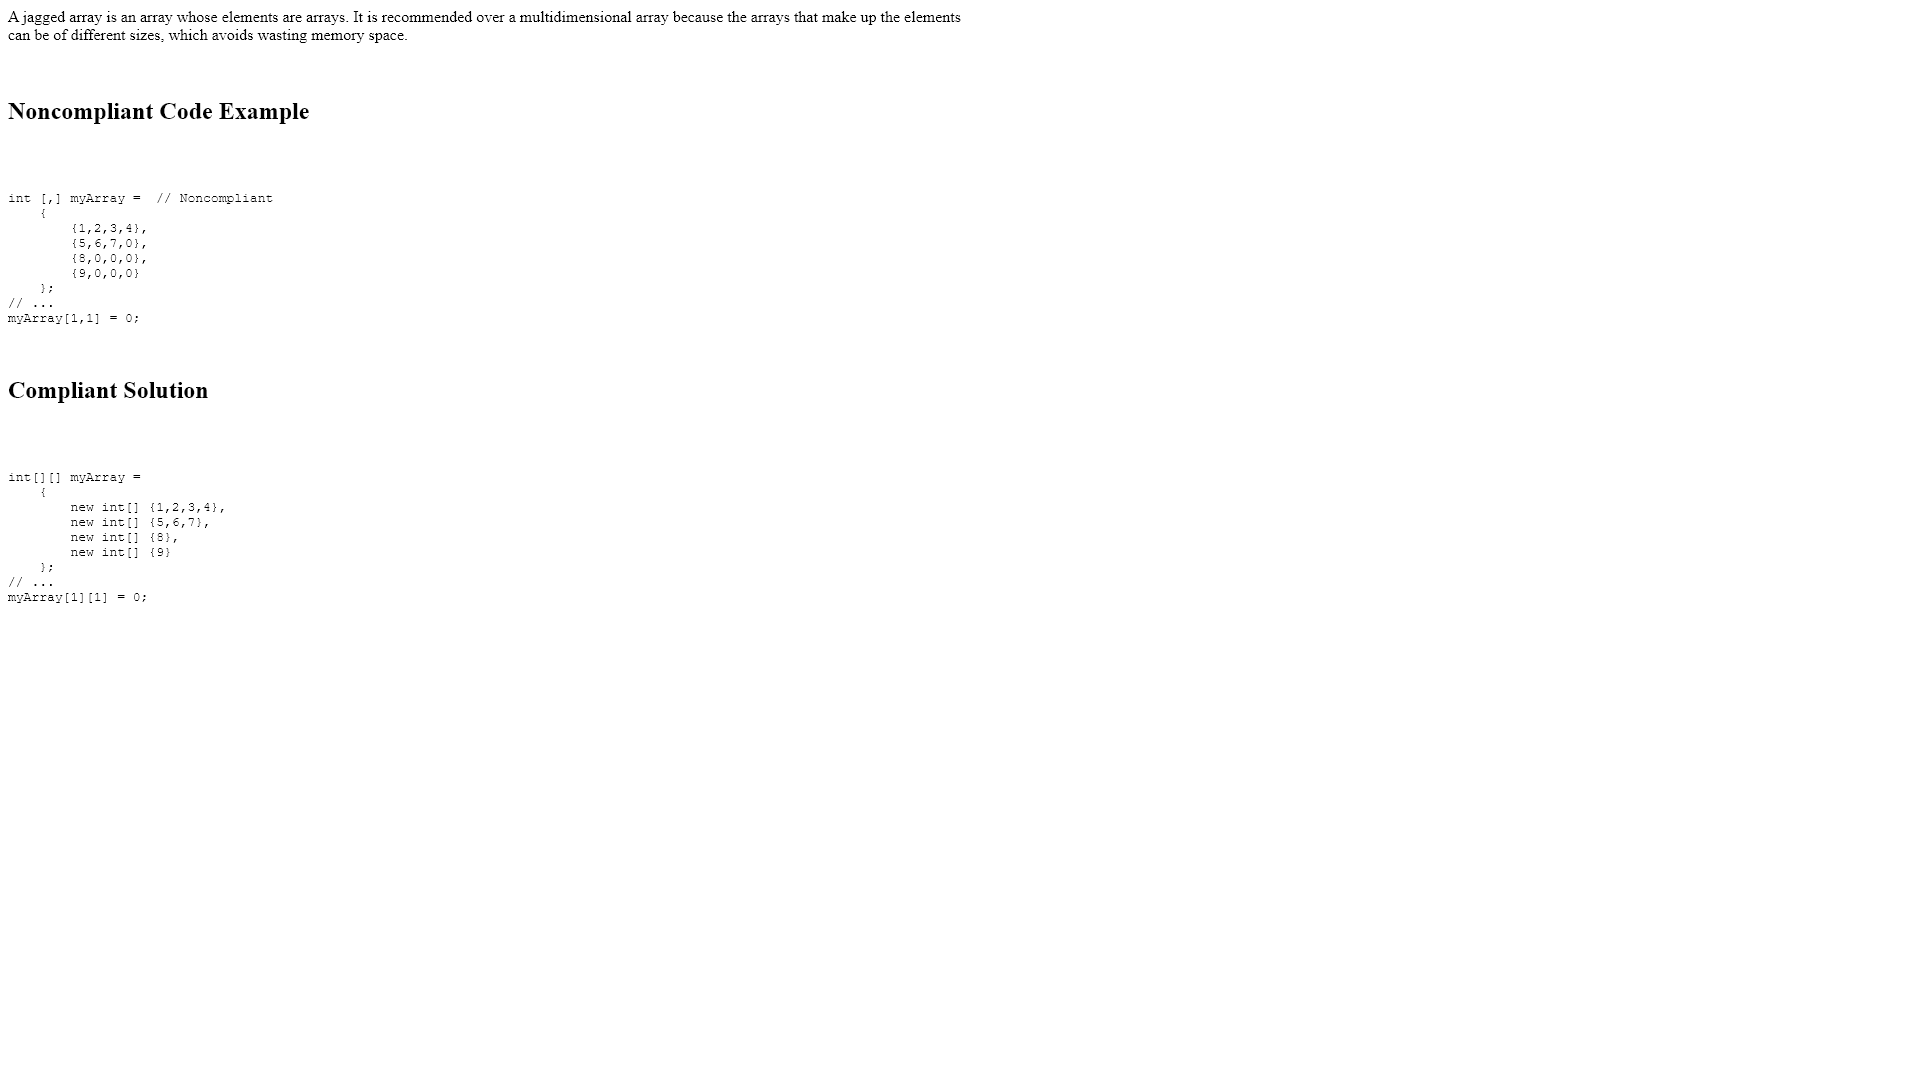 A jagged array is an array whose elements are arrays. It is recommended over a multidimensional array because the arrays that make up the elements
can be of different sizes, which avoids wasting memory space.
Noncompliant Code Example
int [,] myArray =  // Noncompliant
    {
        {1,2,3,4},
        {5,6,7,0},
        {8,0,0,0},
        {9,0,0,0}
    };
// ...
myArray[1,1] = 0;
Compliant Solution
int[][] myArray =
    {
        new int[] {1,2,3,4},
        new int[] {5,6,7},
        new int[] {8},
        new int[] {9}
    };
// ...
myArray[1][1] = 0;